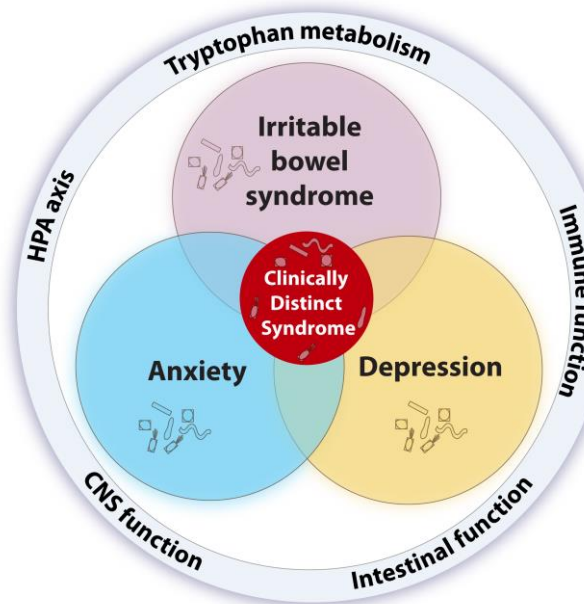 Tryptophan metabolism
HPA axis
Immune function
Irritable
bowel
syndrome
Clinically
Distinct
Syndrome
Anxiety
Depression
CNS function
Intestinal function